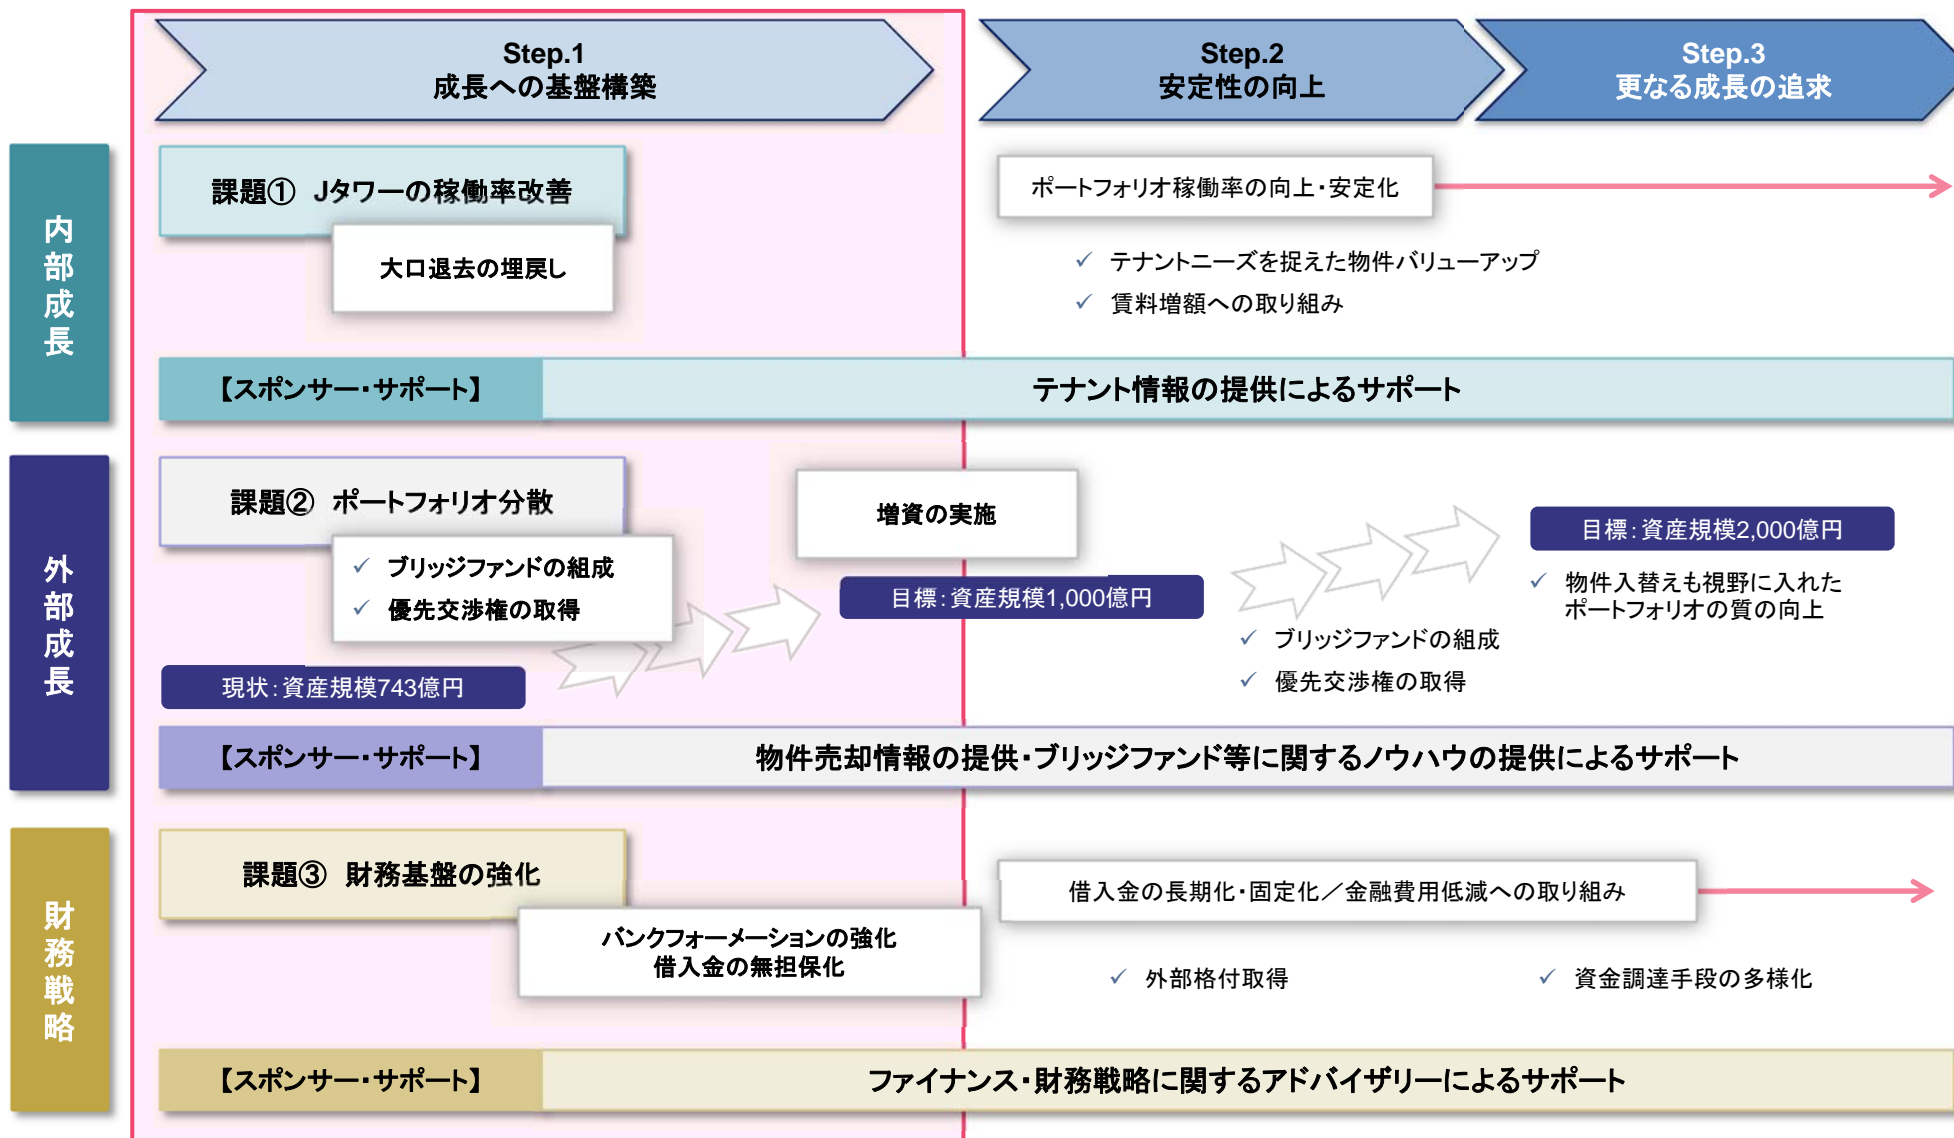 Step.1
成長への基盤構築
Step.2
安定性の向上
Step.3
更なる成長の追求
内部成長
課題① Jタワーの稼働率改善
大口退去の埋戻し
ポートフォリオ稼働率の向上・安定化
✓ テナントニーズを捉えた物件バリューアップ
✓ 賃料増額への取り組み
【スポンサー・サポート】
テナント情報の提供によるサポート
外部成長
課題② ポートフォリオ分散
✓ ブリッジファンドの組成
✓ 優先交渉権の取得
現状：資産規模743億円
増資の実施
目標：資産規模1,000億円
✓ ブリッジファンドの組成
✓ 優先交渉権の取得
目標：資産規模2,000億円
✓ 物件入替えも視野に入れた
ポートフォリオの質の向上
【スポンサー・サポート】
物件売却情報の提供・ブリッジファンド等に関するノウハウの提供によるサポート
財務戦略
課題③ 財務基盤の強化
バンクフォーメーションの強化
借入金の無担保化
借入金の長期化・固定化／金融費用低減への取り組み
✓ 外部格付取得
✓ 資金調達手段の多様化
【スポンサー・サポート】
ファイナンス・財務戦略に関するアドバイザリーによるサポート